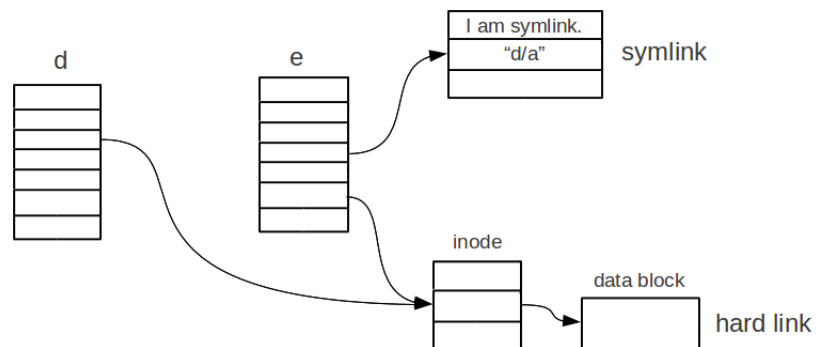 I am symlink.
“d/a”
symlink
d
e
inode
data block
hard link